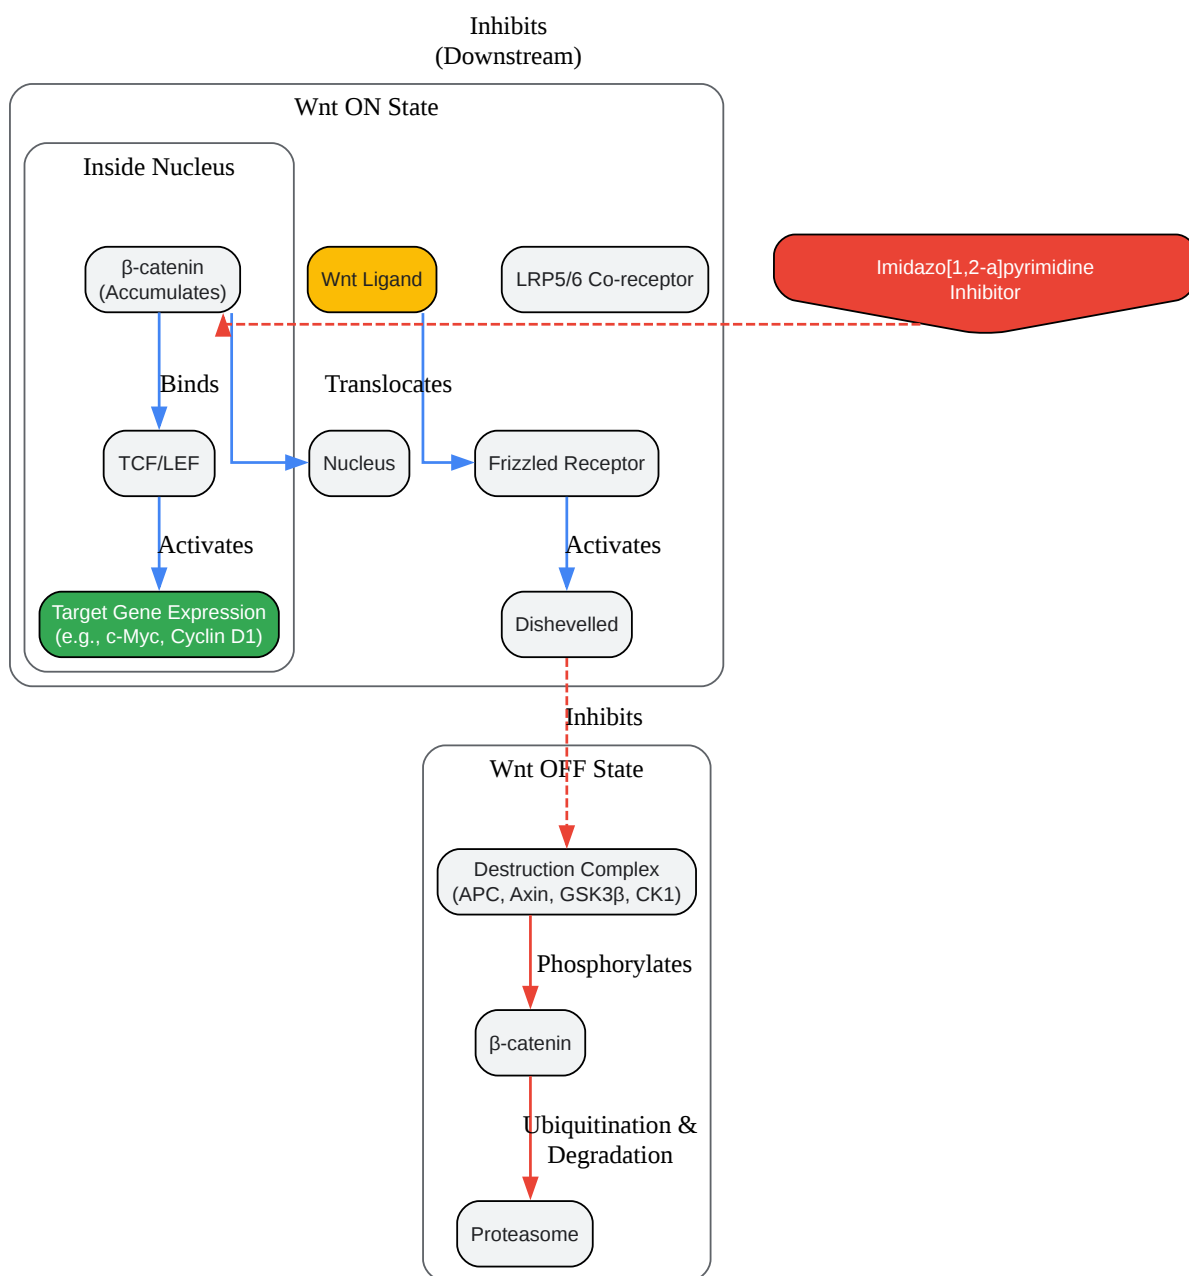 Inhibits
(Downstream)
Wnt ON State
Inside Nucleus
β-catenin
(Accumulates)
Wnt Ligand
LRP5/6 Co-receptor
Imidazo[1,2-a]pyrimidine
Inhibitor
Binds
Translocates
TCF/LEF
Nucleus
Frizzled Receptor
Activates
Activates
Target Gene Expression
(e.g., c-Myc, Cyclin D1)
Dishevelled
Inhibits
Wnt OFF State
Destruction Complex
(APC, Axin, GSK3β, CK1)
Phosphorylates
β-catenin
Ubiquitination &
Degradation
Proteasome